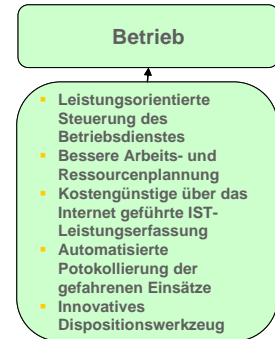 Betrieb
▪ Leistungsorientierte
Steuerung des
Betriebsdienstes
▪ Bessere Arbeits- und
Ressourcenplannung
▪ Kostengünstige über das
Internet geführte IST-
Leistungserfassung
▪ Automatisierte
Potokollierung der
gefahrenen Einsätze
▪ Innovatives
Dispositionswerkzeug